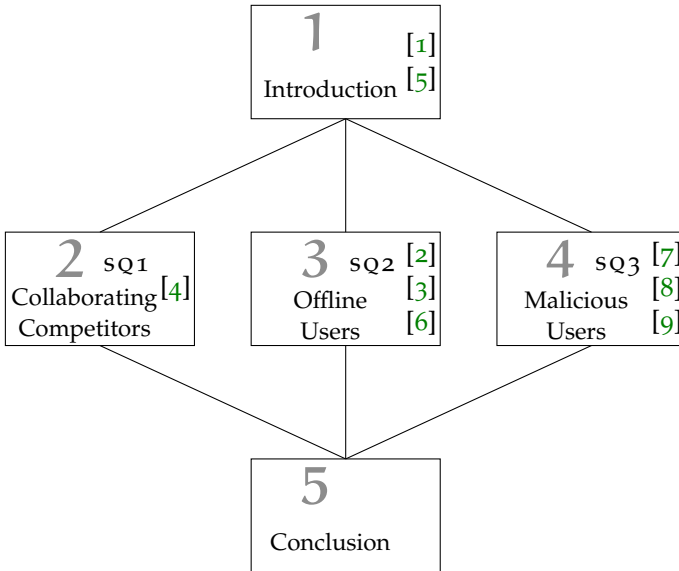 1
[1]
[5]
Introduction
2 SQ1
[4]
Collaborating
Competitors
3 SQ2 [2]
[3]
[6]
Offline
Users
4 SQ3 [7]
[8]
[9]
Malicious
Users
5
Conclusion